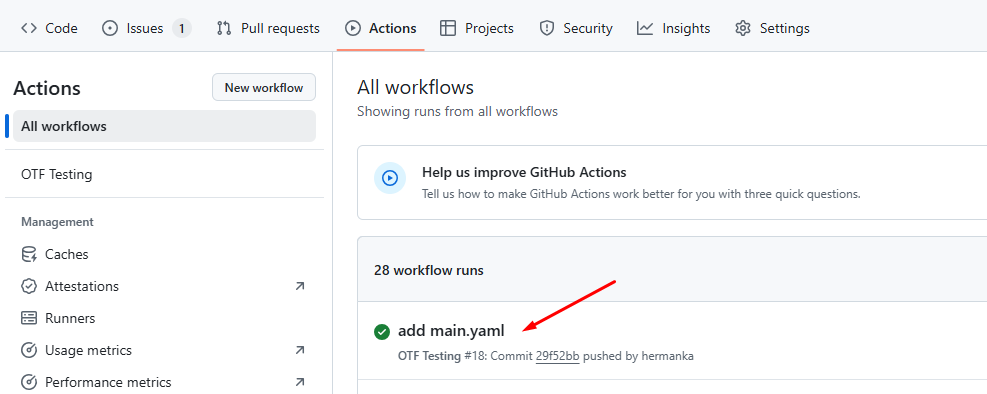 Code Issues 1 Pull requests Actions Projects Security Insights Settings
Actions
New workflow
All workflows
OTF Testing
Management
Caches
Attestations
Runners
Usage metrics
Performance metrics
All workflows
Showing runs from all workflows
Help us improve GitHub Actions
Tell us how to make GitHub Actions work better for you with three quick questions.
28 workflow runs
add main.yaml
OTF Testing #18: Commit 29f52bb pushed by hermanka